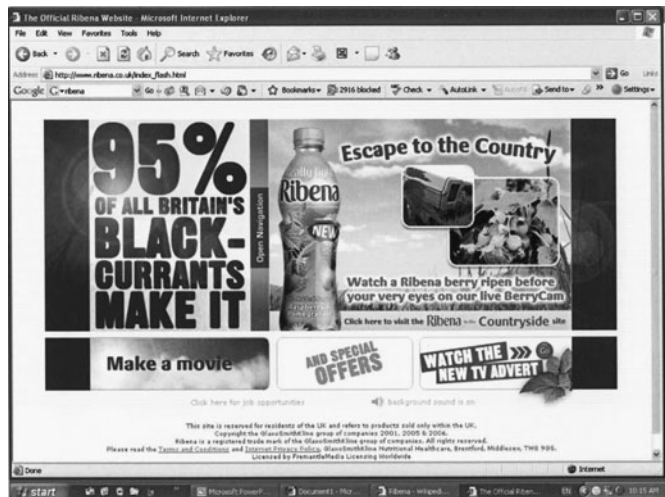 The Official Ribena Website - Microsoft Internet Explorer
File Edit View Favorites Tools Help
Back Search Favorites
Address http://www.ribena.co.uk/index_flash.html Go Links
Google ribena Go Bookmarks 2916 blocked Check AutoLink AutoFill Send to Settings
95%
OF ALL BRITAIN'S
BLACK-
CURRANTS
MAKE IT
Open Navigation
Ribena
NEW
Escape to the Country
Watch a Ribena berry ripen before
your very eyes on our live BerryCam
Click here to visit the Ribena in the Countryside site
Make a movie
AND SPECIAL
OFFERS
WATCH THE >>> Go
NEW TV ADVERT!
Click here for job opportunities
background sound is on
This site is reserved for residents of the UK and refers to products sold only within the UK.
Copyright the GlaxoSmithKline group of companies 2001, 2005 & 2006.
Ribena is a registered trade mark of the GlaxoSmithKline group of companies. All rights reserved.
Please read the Terms and Conditions and Internet Privacy Policy, GlaxoSmithKline Nutritional Healthcare, Brentford, Middlesex, TW8 9GS.
Licensed by FremantleMedia Licensing Worldwide
Done
Internet
start
Microsoft PowerP...
Document1 - Micr...
Ribena - Wikiped...
The Official Riben...
EN
10:15 AM